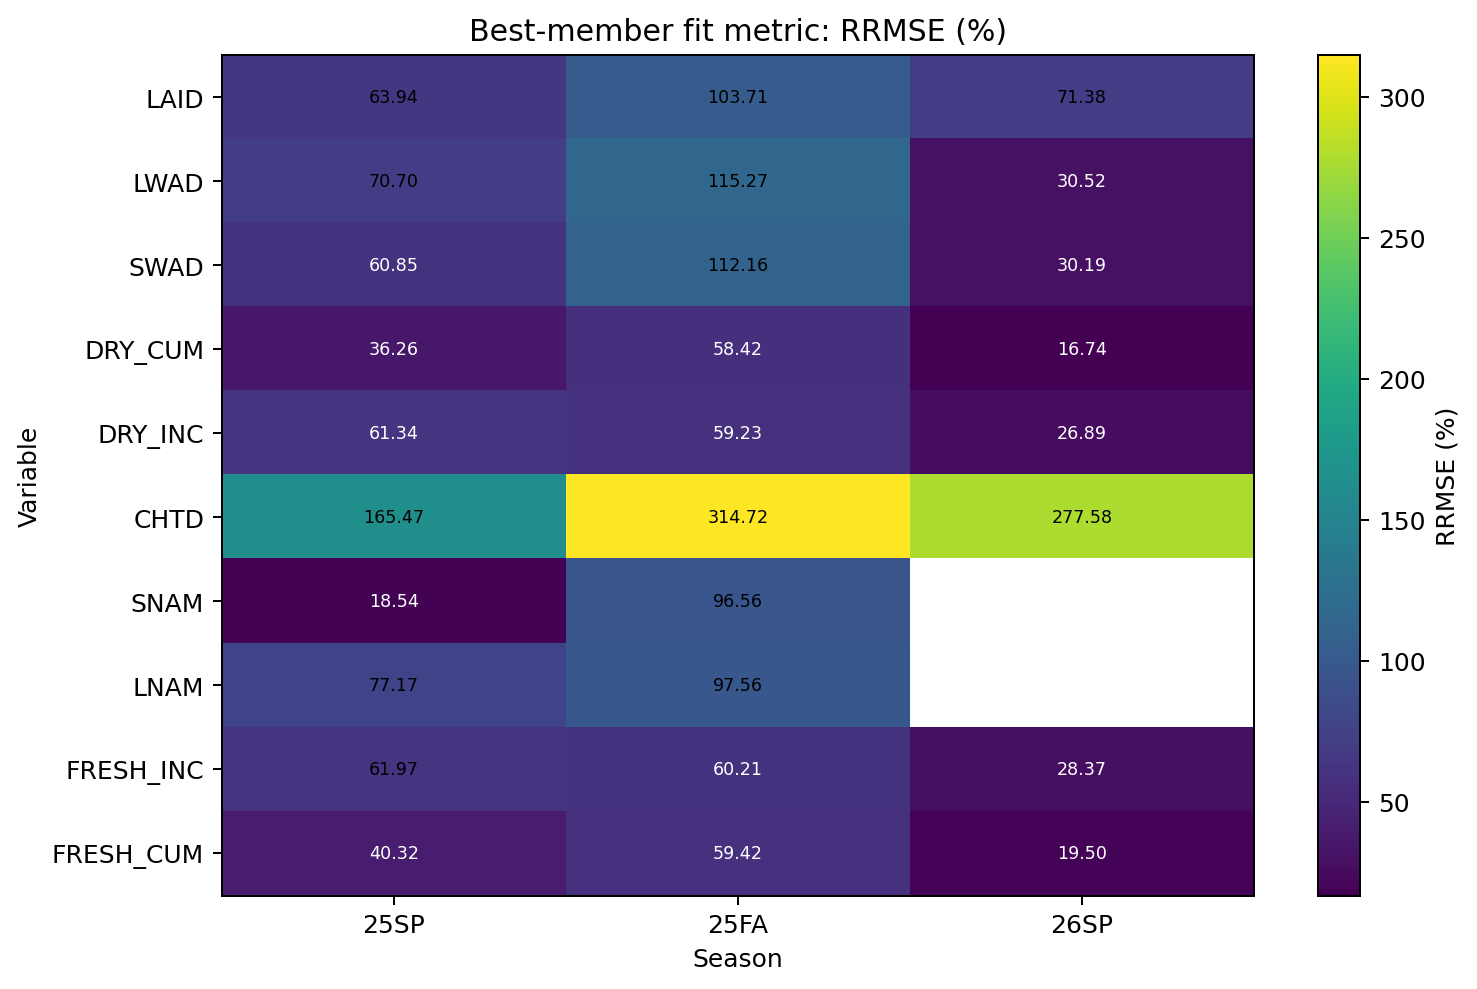 Best-member fit metric: RRMSE (%)
LAID 63.94 103.71 71.38
LWAD 70.70 115.27 30.52
SWAD 60.85 112.16 30.19
DRY_CUM 36.26 58.42 16.74
DRY_INC 61.34 59.23 26.89
CHTD 165.47 314.72 277.58
SNAM 18.54 96.56
LNAM 77.17 97.56
FRESH_INC 61.97 60.21 28.37
FRESH_CUM 40.32 59.42 19.50
25SP 25FA 26SP
Season
Variable
300
250
200
150
100
50
RRMSE (%)